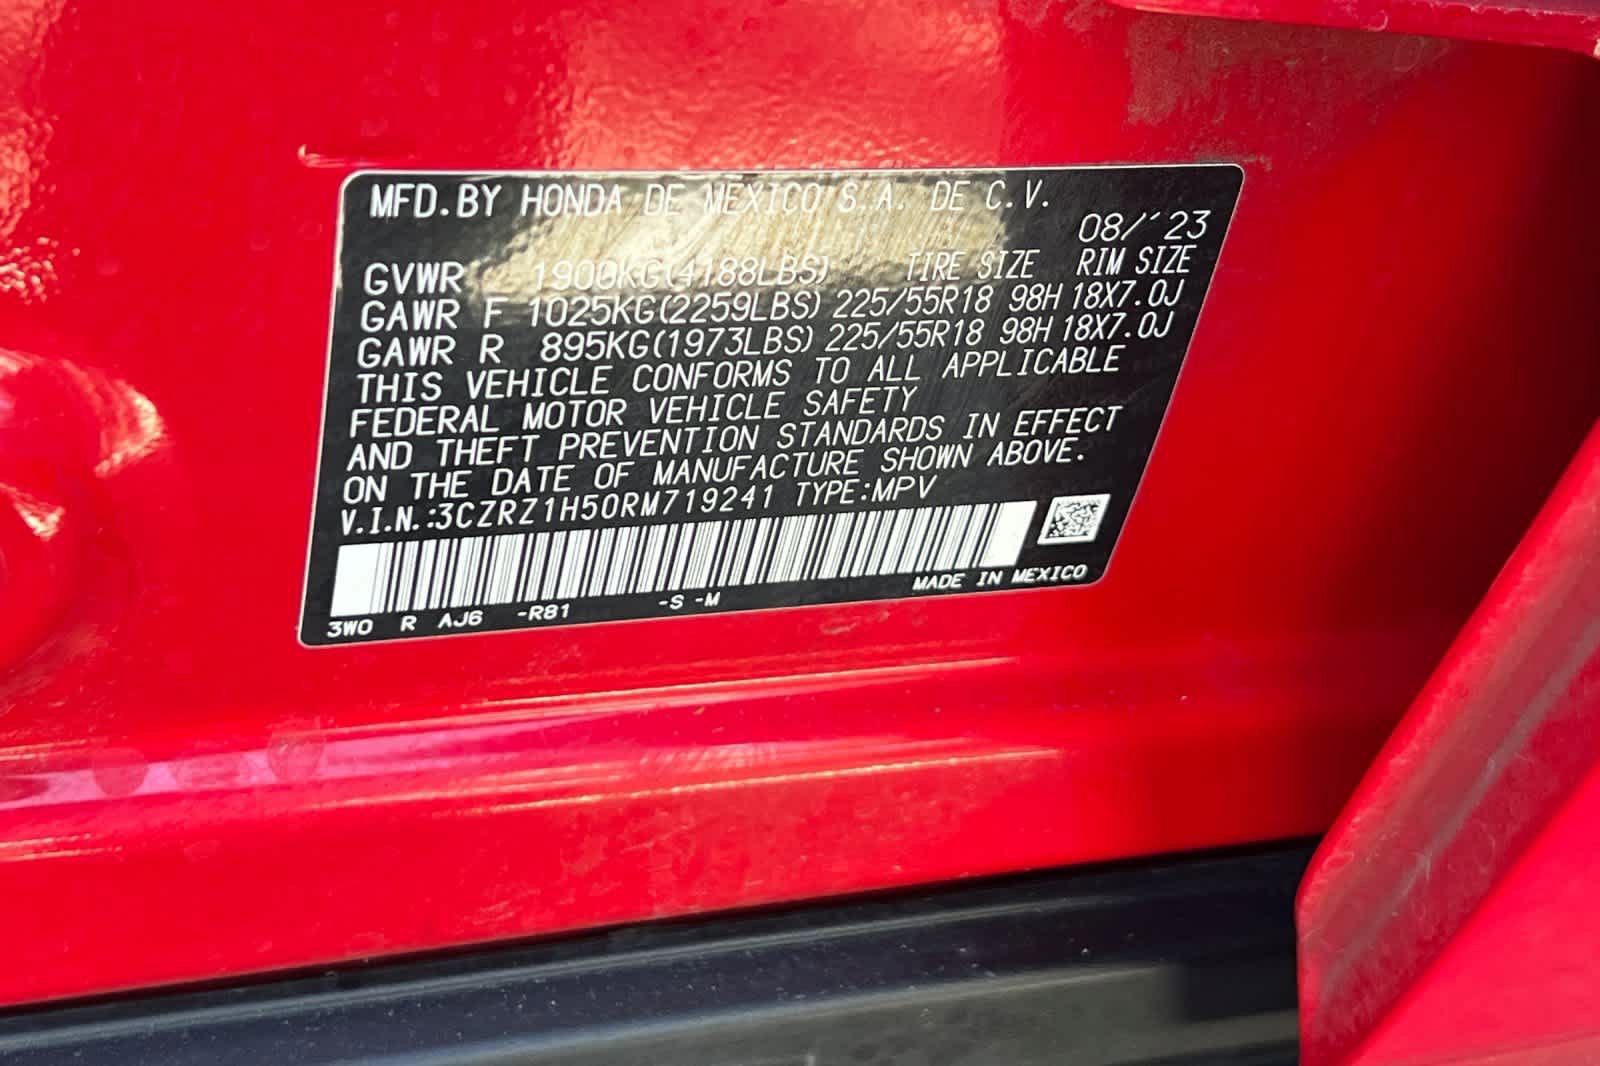 MFD.BY HONDA DE MEXICO S.A. DE C.V.
08/´23
GVWR 1900KG(4188LBS) TIRE SIZE RIM SIZE
GAWR F 1025KG(2259LBS) 225/55R18 98H 18X7.0J
GAWR R 895KG(1973LBS) 225/55R18 98H 18X7.0J
THIS VEHICLE CONFORMS TO ALL APPLICABLE
FEDERAL MOTOR VEHICLE SAFETY
AND THEFT PREVENTION STANDARDS IN EFFECT
ON THE DATE OF MANUFACTURE SHOWN ABOVE.
V.I.N.:3CZRZ1H50RM719241 TYPE:MPV
MADE IN MEXICO
3W0 R AJ6 -R81 -S -M